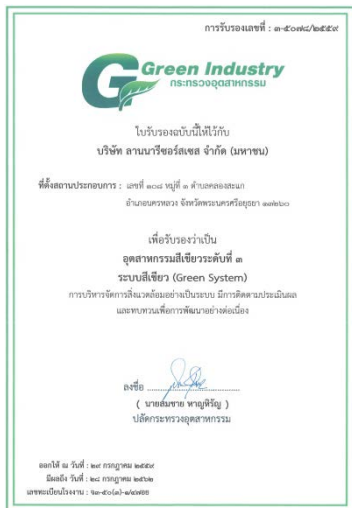 การรับรองเลขที่ : ๓-๕๐๗๘/๒๕๕๙
Green Industry
กระทรวงอุตสาหกรรม
ใบรับรองฉบับนี้ให้ไว้กับ
บริษัท ลานนารีซอร์สเซส จำกัด (มหาชน)
ที่ตั้งสถานประกอบการ : เลขที่ ๑๐๘ หมู่ที่ ๑ ตำบลคลองสะแก
อำเภอนครหลวง จังหวัดพระนครศรีอยุธยา ๑๓๒๖๐
เพื่อรับรองว่าเป็น
อุตสาหกรรมสีเขียวระดับที่ ๓
ระบบสีเขียว (Green System)
การบริหารจัดการสิ่งแวดล้อมอย่างเป็นระบบ มีการติดตามประเมินผล
และทบทวนเพื่อการพัฒนาอย่างต่อเนื่อง
ลงชื่อ
( นายสมชาย หาญหิรัญ )
ปลัดกระทรวงอุตสาหกรรม
ออกให้ ณ วันที่ : ๒๙ กรกฎาคม ๒๕๕๙
มีผลถึง วันที่ : ๒๘ กรกฎาคม ๒๕๖๒
เลขทะเบียนโรงงาน :